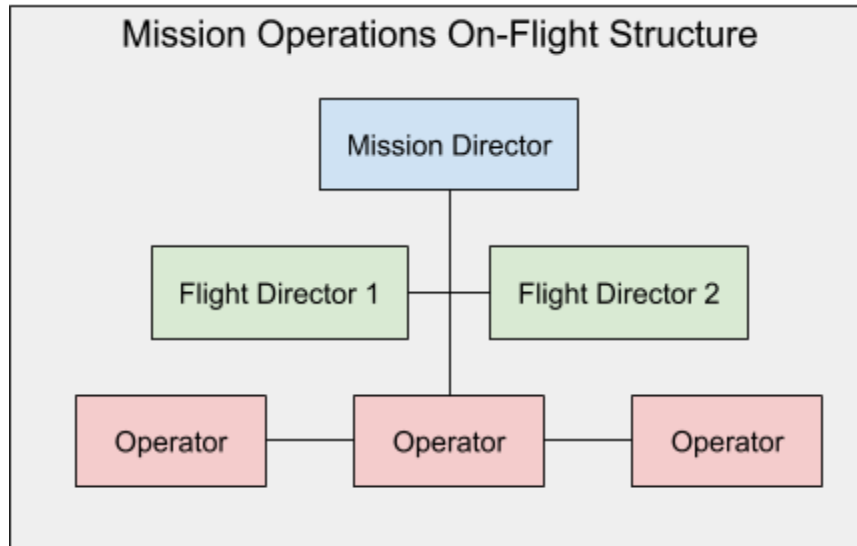 Mission Operations On-Flight Structure
Mission Director
Flight Director 1
Flight Director 2
Operator
Operator
Operator